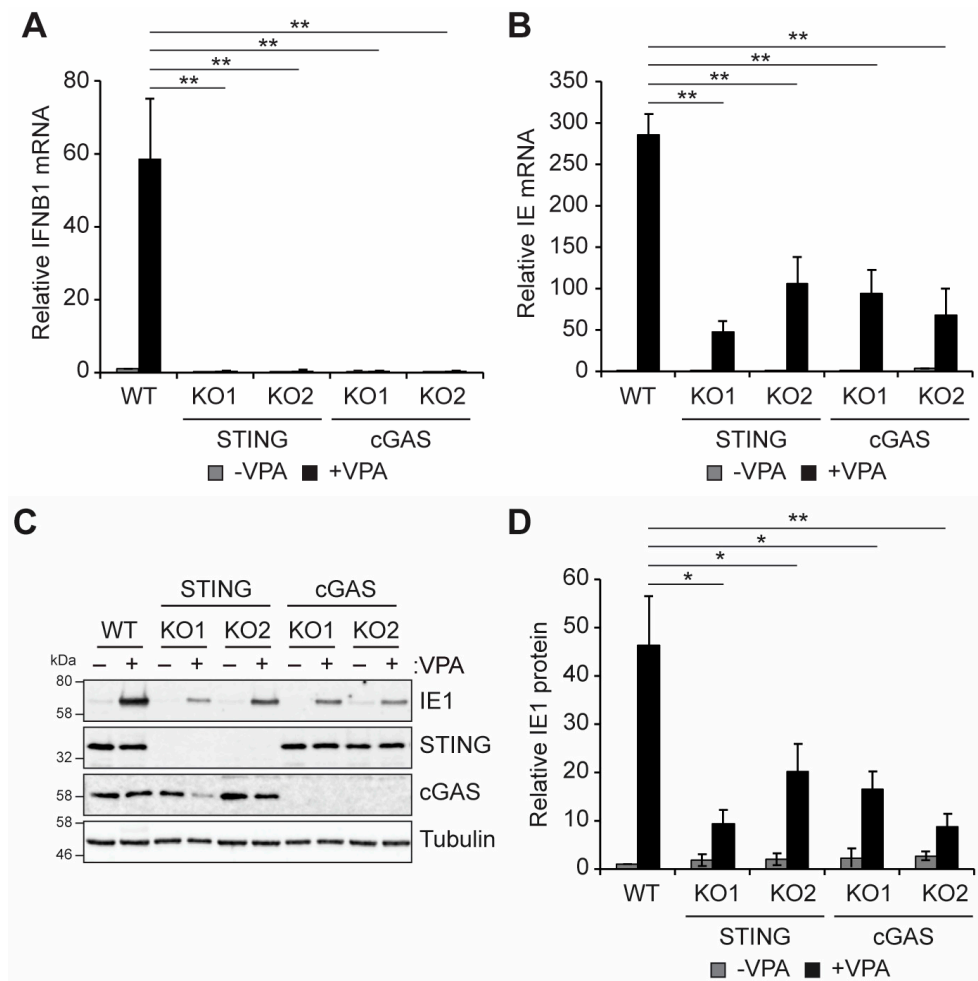 A
**
**
**
**
80
60
40
20
0
Relative IFNB1 mRNA
WT KO1 KO2 KO1 KO2
STING cGAS
-VPA +VPA
B
**
**
**
**
350
300
250
200
150
100
50
0
Relative IE mRNA
WT KO1 KO2 KO1 KO2
STING cGAS
-VPA +VPA
C
STING cGAS
WT KO1 KO2 KO1 KO2
kDa – + – + – + – + – + :VPA
80
58
IE1
32
STING
58
cGAS
58
46
Tubulin
D
**
*
*
*
60
50
40
30
20
10
0
Relative IE1 protein
WT KO1 KO2 KO1 KO2
STING cGAS
-VPA +VPA